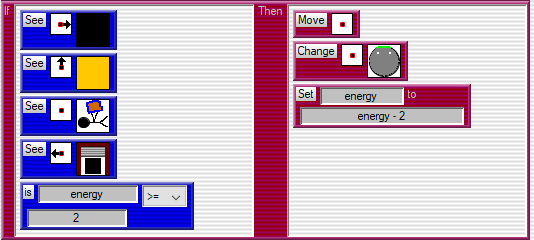 If
Then
See
See
See
See
is energy >=
2
Move
Change
Set energy to
energy - 2